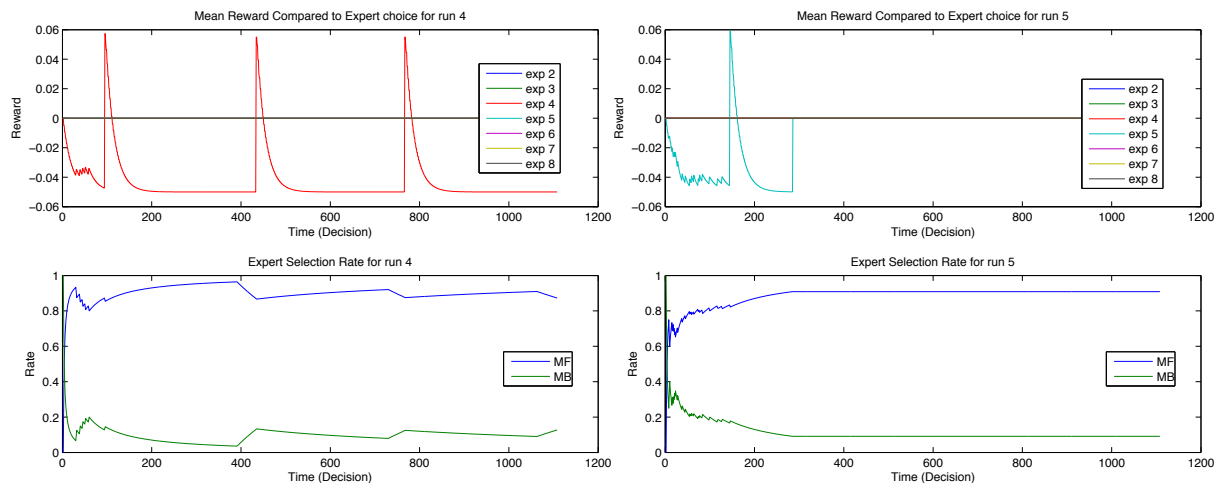 Mean Reward Compared to Expert choice for run 4
0.06
0.04
0.02
0
−0.02
−0.04
−0.06
Reward
exp 2
exp 3
exp 4
exp 5
exp 6
exp 7
exp 8
0 200 400 600 800 1000 1200
Time (Decision)
Mean Reward Compared to Expert choice for run 5
0.06
0.04
0.02
0
−0.02
−0.04
−0.06
Reward
exp 2
exp 3
exp 4
exp 5
exp 6
exp 7
exp 8
0 200 400 600 800 1000 1200
Time (Decision)
Expert Selection Rate for run 4
1
0.8
0.6
0.4
0.2
0
Rate
MF
MB
0 200 400 600 800 1000 1200
Time (Decision)
Expert Selection Rate for run 5
1
0.8
0.6
0.4
0.2
0
Rate
MF
MB
0 200 400 600 800 1000 1200
Time (Decision)